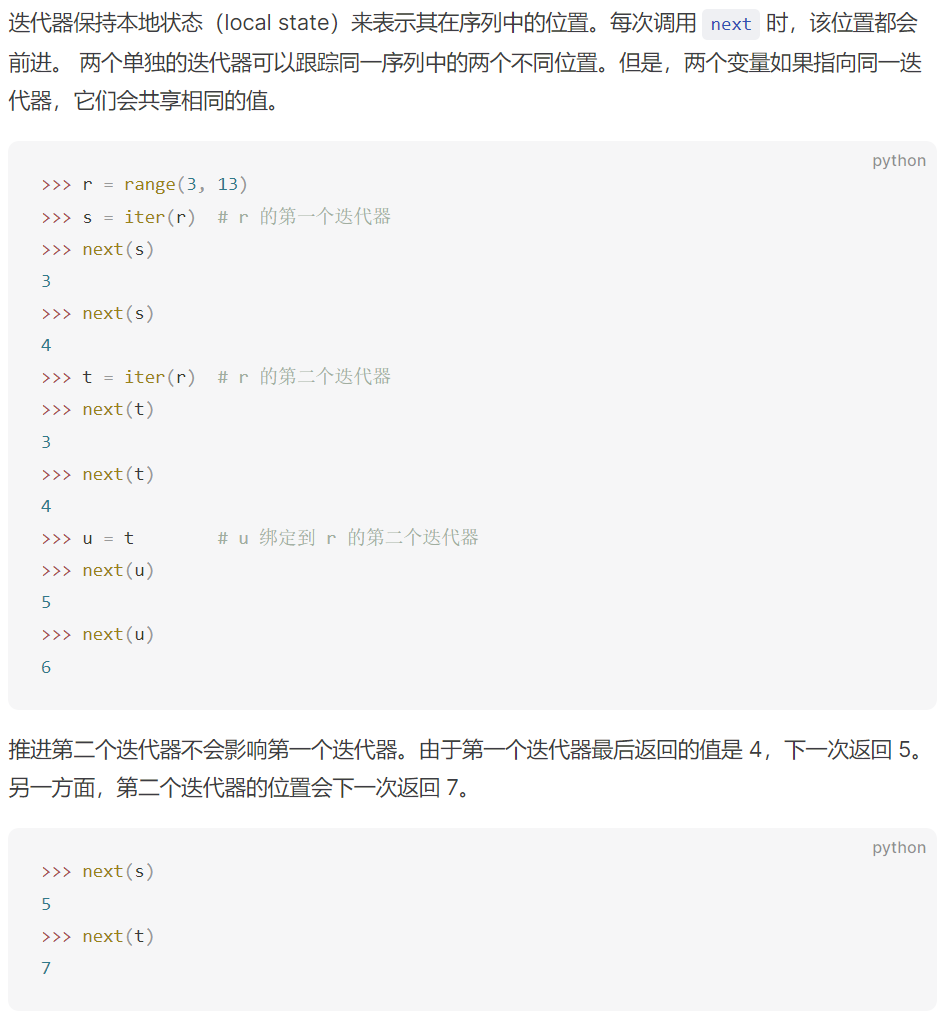 迭代器保持本地状态（local state）来表示其在序列中的位置。每次调用 next 时，该位置都会
前进。 两个单独的迭代器可以跟踪同一序列中的两个不同位置。但是，两个变量如果指向同一迭
代器，它们会共享相同的值。
python
>>> r = range(3, 13)
>>> s = iter(r)  # r 的第一个迭代器
>>> next(s)
3
>>> next(s)
4
>>> t = iter(r)  # r 的第二个迭代器
>>> next(t)
3
>>> next(t)
4
>>> u = t        # u 绑定到 r 的第二个迭代器
>>> next(u)
5
>>> next(u)
6
推进第二个迭代器不会影响第一个迭代器。由于第一个迭代器最后返回的值是 4，下一次返回 5。
另一方面，第二个迭代器的位置会下一次返回 7。
python
>>> next(s)
5
>>> next(t)
7